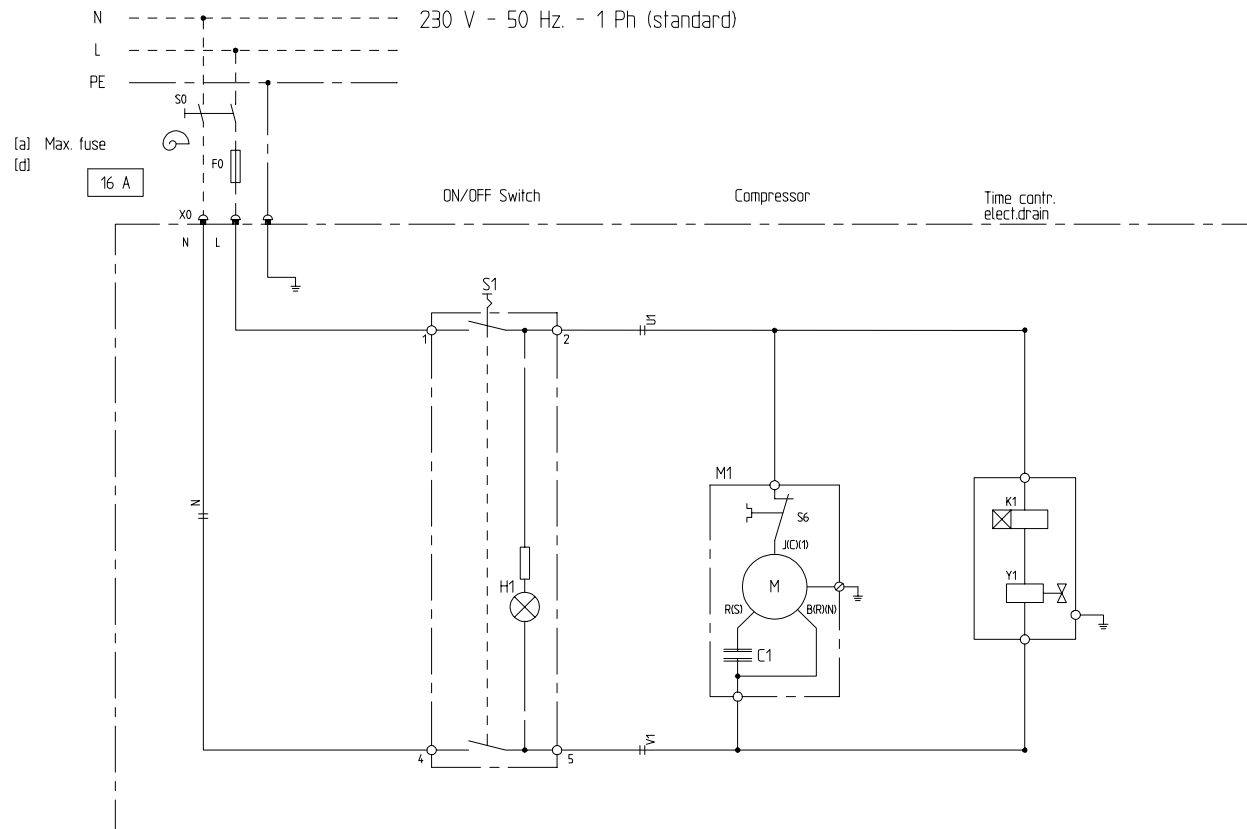 N
230 V - 50 Hz. - 1 Ph (standard)
L
PE
S0
[a] Max. fuse
[d]
16 A
F0
ON/OFF Switch
Compressor
Time contr.
elect.drain
X0
N
L
S1
1
2
U1
M1
N
S6
K1
J(C)(1)
M
Y1
H1
R(S)
B(R)(N)
C1
V1
4
5